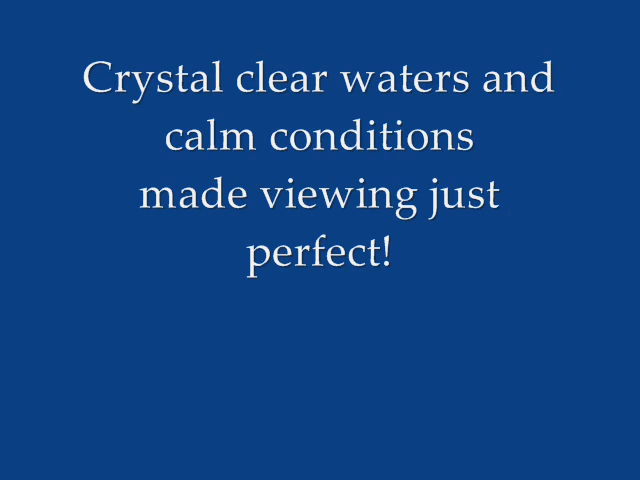 Crystal clear waters and
calm conditions
made viewing just
perfect!